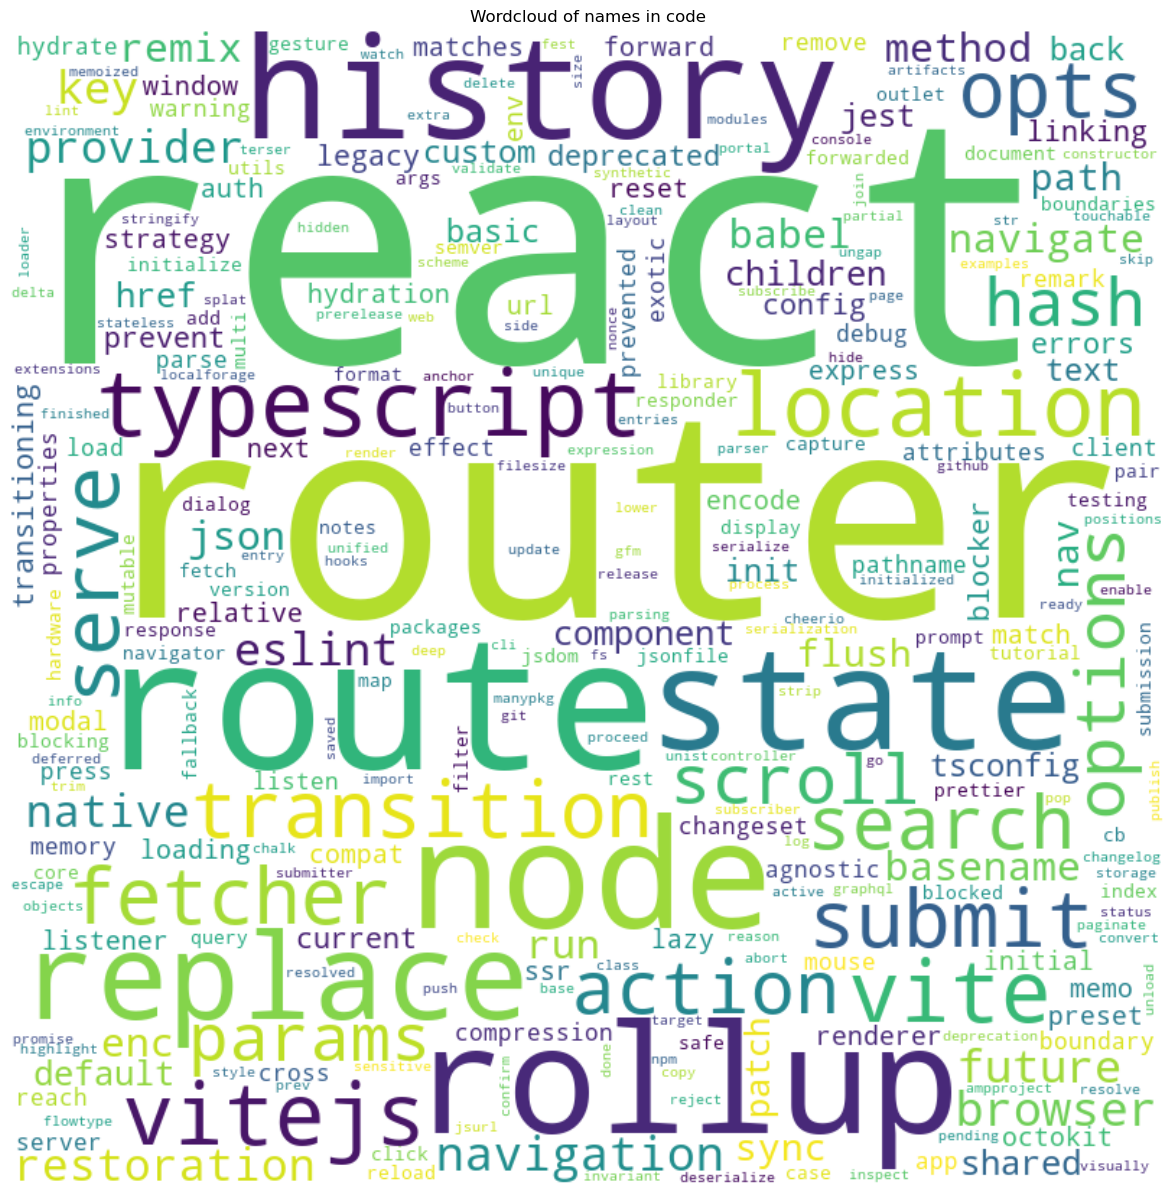 Wordcloud of names in code
hydrate remix gesture history watch matches fest size forward remove method back
memoized key window delete artifacts opts
lint warning extra env modules jest outlet linking
environment provider terser legacy custom deprecated portal console forwarded document constructor
utils args validate synthetic path
auth react reset join boundaries
stringify hidden basic clean layout partial str touchable
strategy semver exotic babel ungap navigate
loader initialize scheme prevented children examples skip
delta href splat hydration url subscribe page remark
stateless add prerelease web side nonce config hash
prevent multi debug
parse hide errors
extensions localforage format anchor unique library express text
transitioning finished typescript button entries responder location
load next effect render expression parser capture attributes client
properties serve router filesize github pair
dialog encode testing
json notes lower display blocker nav positions
entry unified update gfm serialize options
mutable fetch hooks release init pathname
version process initialized enable
hardware relative parsing cheerio ready
response packages component serialization prompt match
navigator eslint deep cli jsdom fs jsonfile flush tutorial submission
info map manypkg strip
modal fallback route saved git state
blocking filter proceed
deferred unist controller go
press listen import rest scroll tsconfig
trim prettier pop publish
native transition subscriber search
memory loading chalk compat node changeset log cb
core submitter agnostic basename changelog
escape fetcher active graphql blocked storage
objects index
submit status
listener query current check run lazy reason paginate
replace resolved ssr class abort mouse initial convert
push base action vite memo unload
promise params compression rollup target safe patch renderer deprecation preset
highlight enc done boundary
default style cross sensitive confirm npm future
reach prev copy ampproject resolve
vitejs reject browser
flowtype jsurl
server click navigation sync pending octokit
restoration reload invariant deserialize case inspect app shared visually